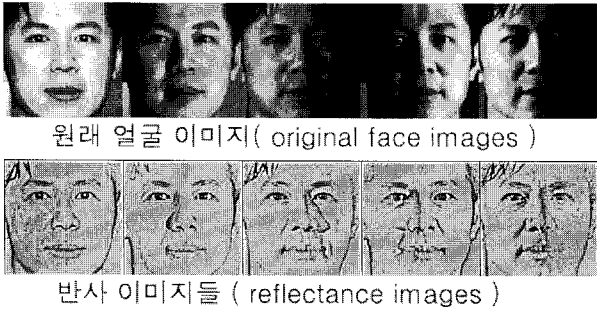 원래 얼굴 이미지( original face images )
반사 이미지들 ( reflectance images )